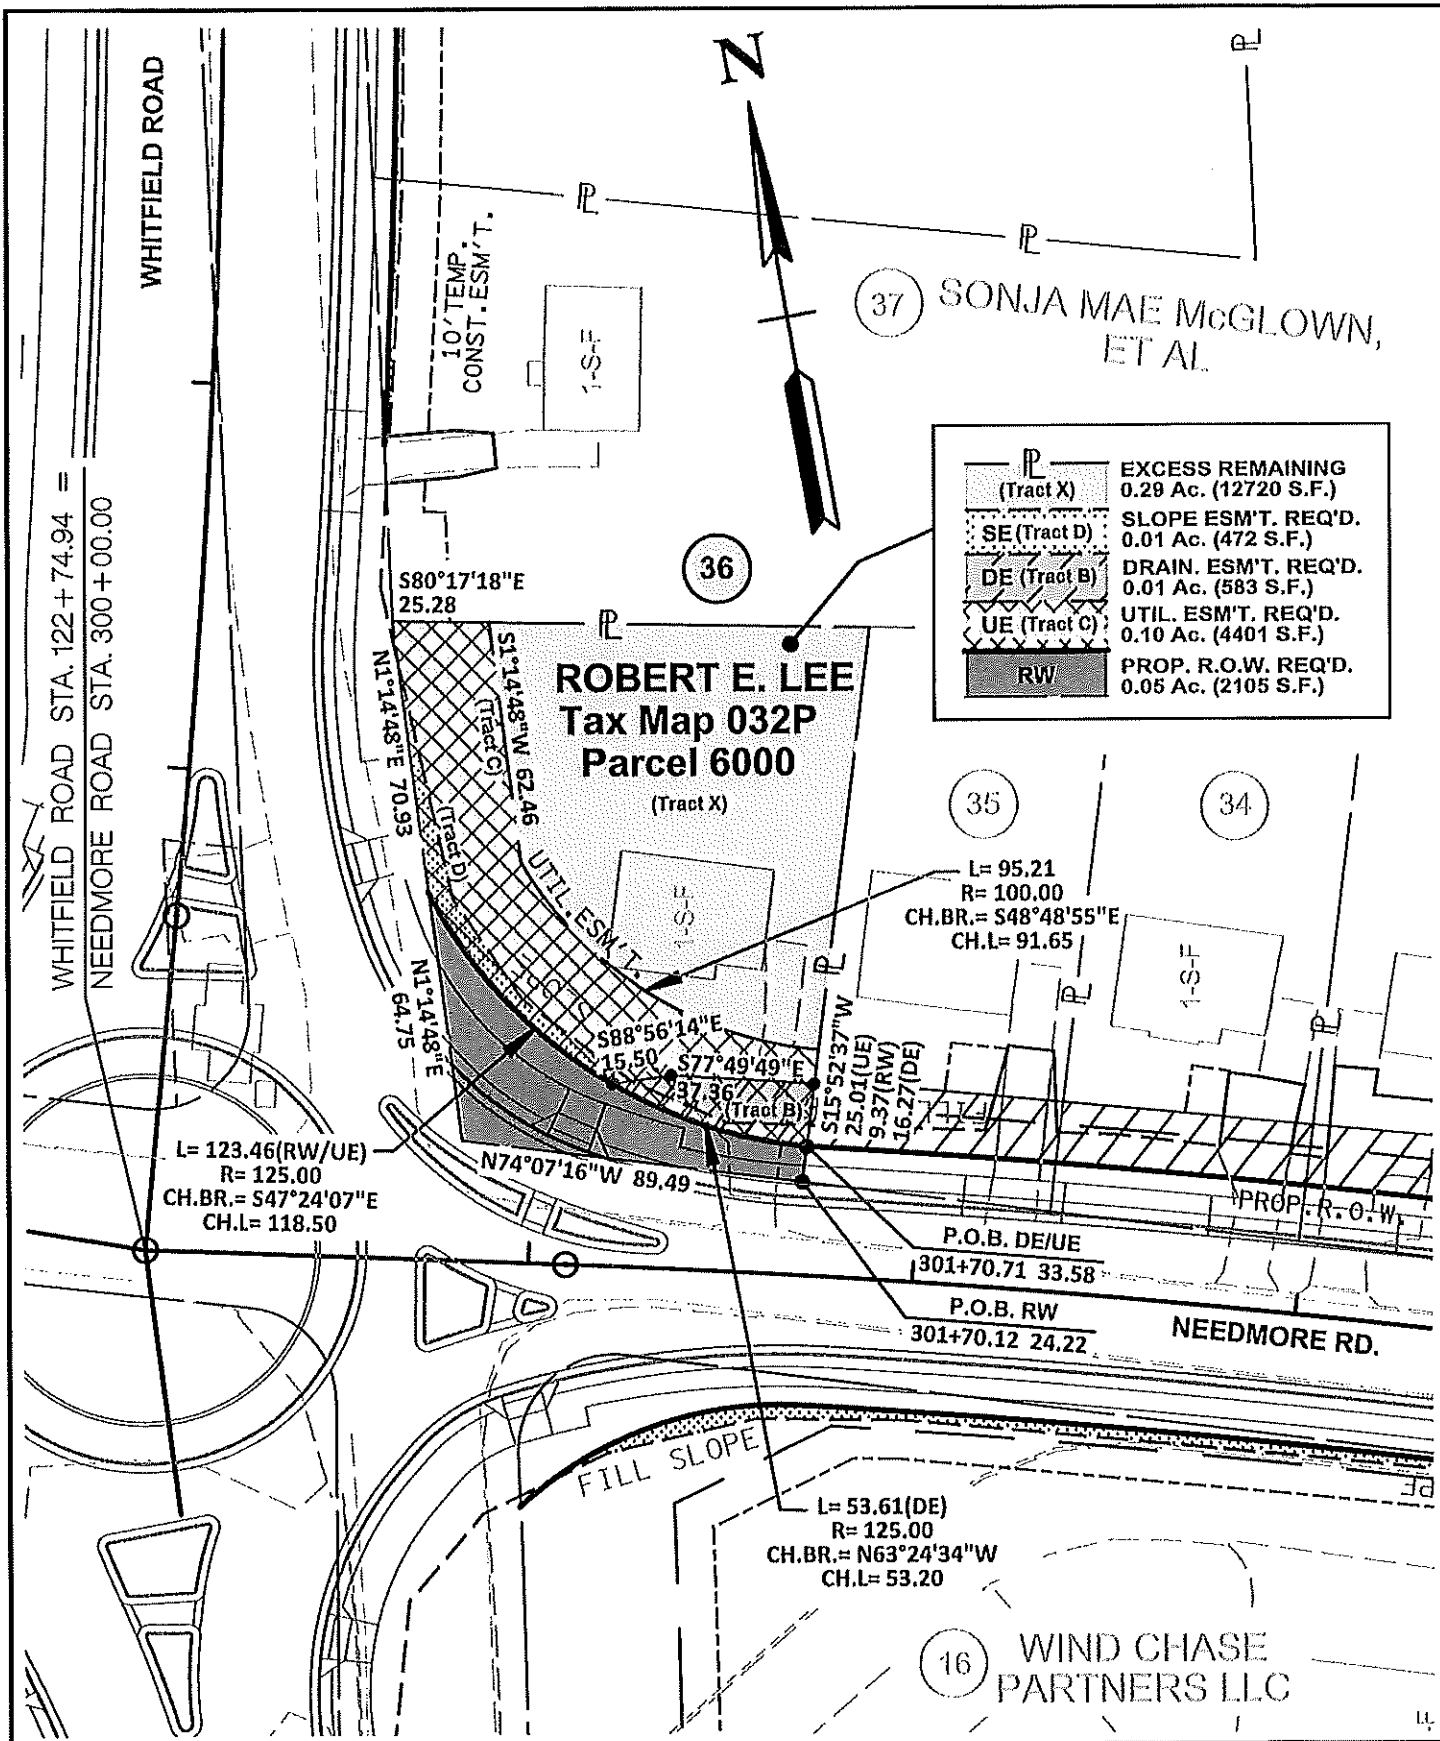 N
WHITFIELD ROAD
10' TEMP.
CONST. ESM'T.
1-S-F
37
SONJA MAE McGLOWN,
ET AL
PL
PL
PL
PL
(Tract X)
EXCESS REMAINING
0.29 Ac. (12720 S.F.)
SE (Tract D)
SLOPE ESM'T. REQ'D.
0.01 Ac. (472 S.F.)
DE (Tract B)
DRAIN. ESM'T. REQ'D.
0.01 Ac. (583 S.F.)
UE (Tract C)
UTIL. ESM'T. REQ'D.
0.10 Ac. (4401 S.F.)
RW
PROP. R.O.W. REQ'D.
0.05 Ac. (2105 S.F.)
WHITFIELD ROAD STA. 122+74.94 =
NEEDMORE ROAD STA. 300+00.00
36
S80°17'18"E
25.28
PL
N1°14'48"E 70.93
S1°14'48"W 62.46
(Tract C)
(Tract D)
ROBERT E. LEE
Tax Map 032P
Parcel 6000
(Tract X)
35
34
UTIL. ESM'T.
1-S-F
L= 95.21
R= 100.00
CH.BR.= S48°48'55"E
CH.L= 91.65
1-S-F
PL
PL
PL
N1°14'48"E
64.75
S88°56'14"E
15.50
S77°49'49"E
37.36
(Tract B)
S15°52'37"W
25.01(UE)
9.37(RW)
16.27(DE)
L= 123.46(RW/UE)
R= 125.00
CH.BR.= S47°24'07"E
CH.L= 118.50
N74°07'16"W 89.49
PROP. R.O.W.
P.O.B. DE/UE
301+70.71 33.58
P.O.B. RW
301+70.12 24.22
NEEDMORE RD.
FILL SLOPE
L= 53.61(DE)
R= 125.00
CH.BR.= N63°24'34"W
CH.L= 53.20
16
WIND CHASE
PARTNERS LLC